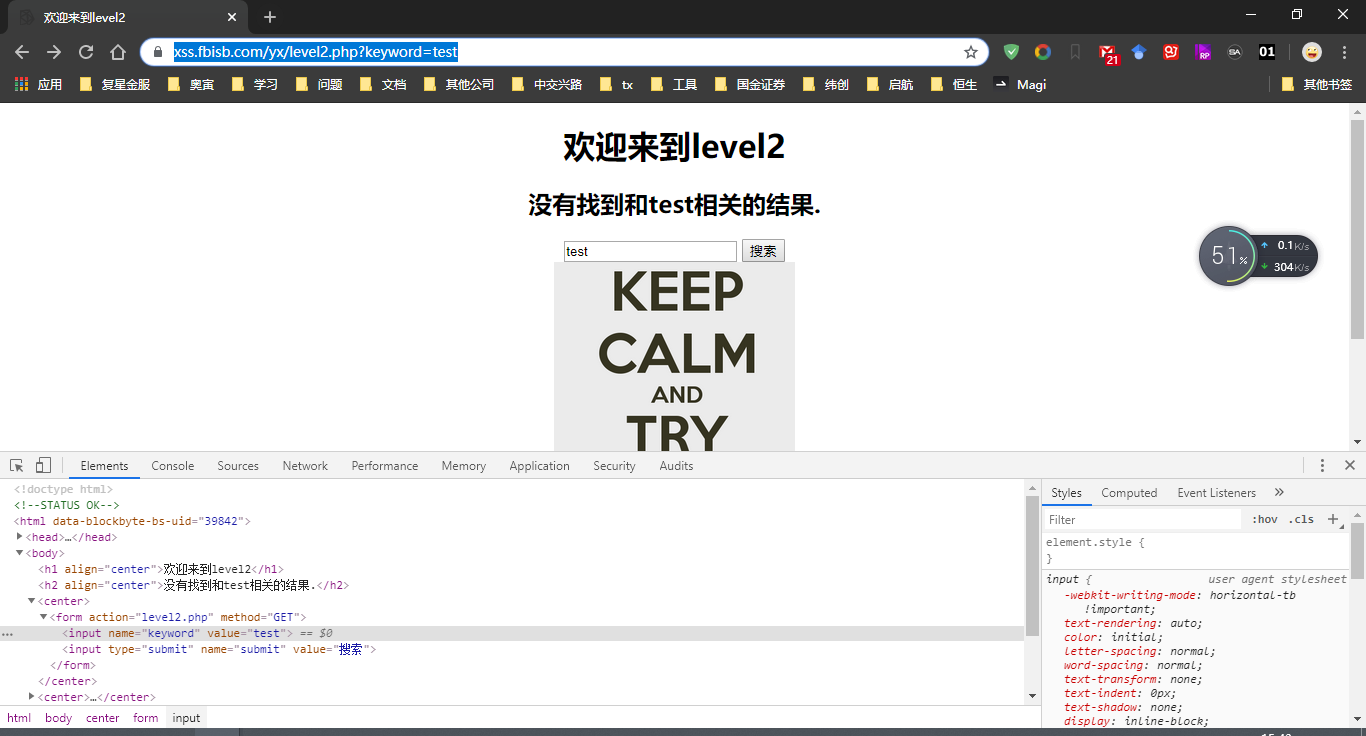 欢迎来到level2
xss.fbisb.com/yx/level2.php?keyword=test
21
RP
SA
01
应用 复星金服 奥寅 学习 问题 文档 其他公司 中交兴路 tx 工具 国金证券 纬创 启航 恒生 Magi 其他书签
欢迎来到level2
没有找到和test相关的结果.
test 搜索
51% 0.1K/s
304K/s
KEEP
CALM
AND
TRY
Elements Console Sources Network Performance Memory Application Security Audits
<!doctype html>
<!--STATUS OK-->
<html data-blockbyte-bs-uid="39842">
<head>…</head>
<body>
<h1 align="center">欢迎来到level2</h1>
<h2 align="center">没有找到和test相关的结果.</h2>
<center>
<form action="level2.php" method="GET">
<input name="keyword" value="test"> == $0
<input type="submit" name="submit" value="搜索">
</form>
</center>
<center>…</center>
html body center form input
Styles Computed Event Listeners »
Filter :hov .cls +
element.style {
}
input { user agent stylesheet
-webkit-writing-mode: horizontal-tb
!important;
text-rendering: auto;
color: initial;
letter-spacing: normal;
word-spacing: normal;
text-transform: none;
text-indent: 0px;
text-shadow: none;
display: inline-block;